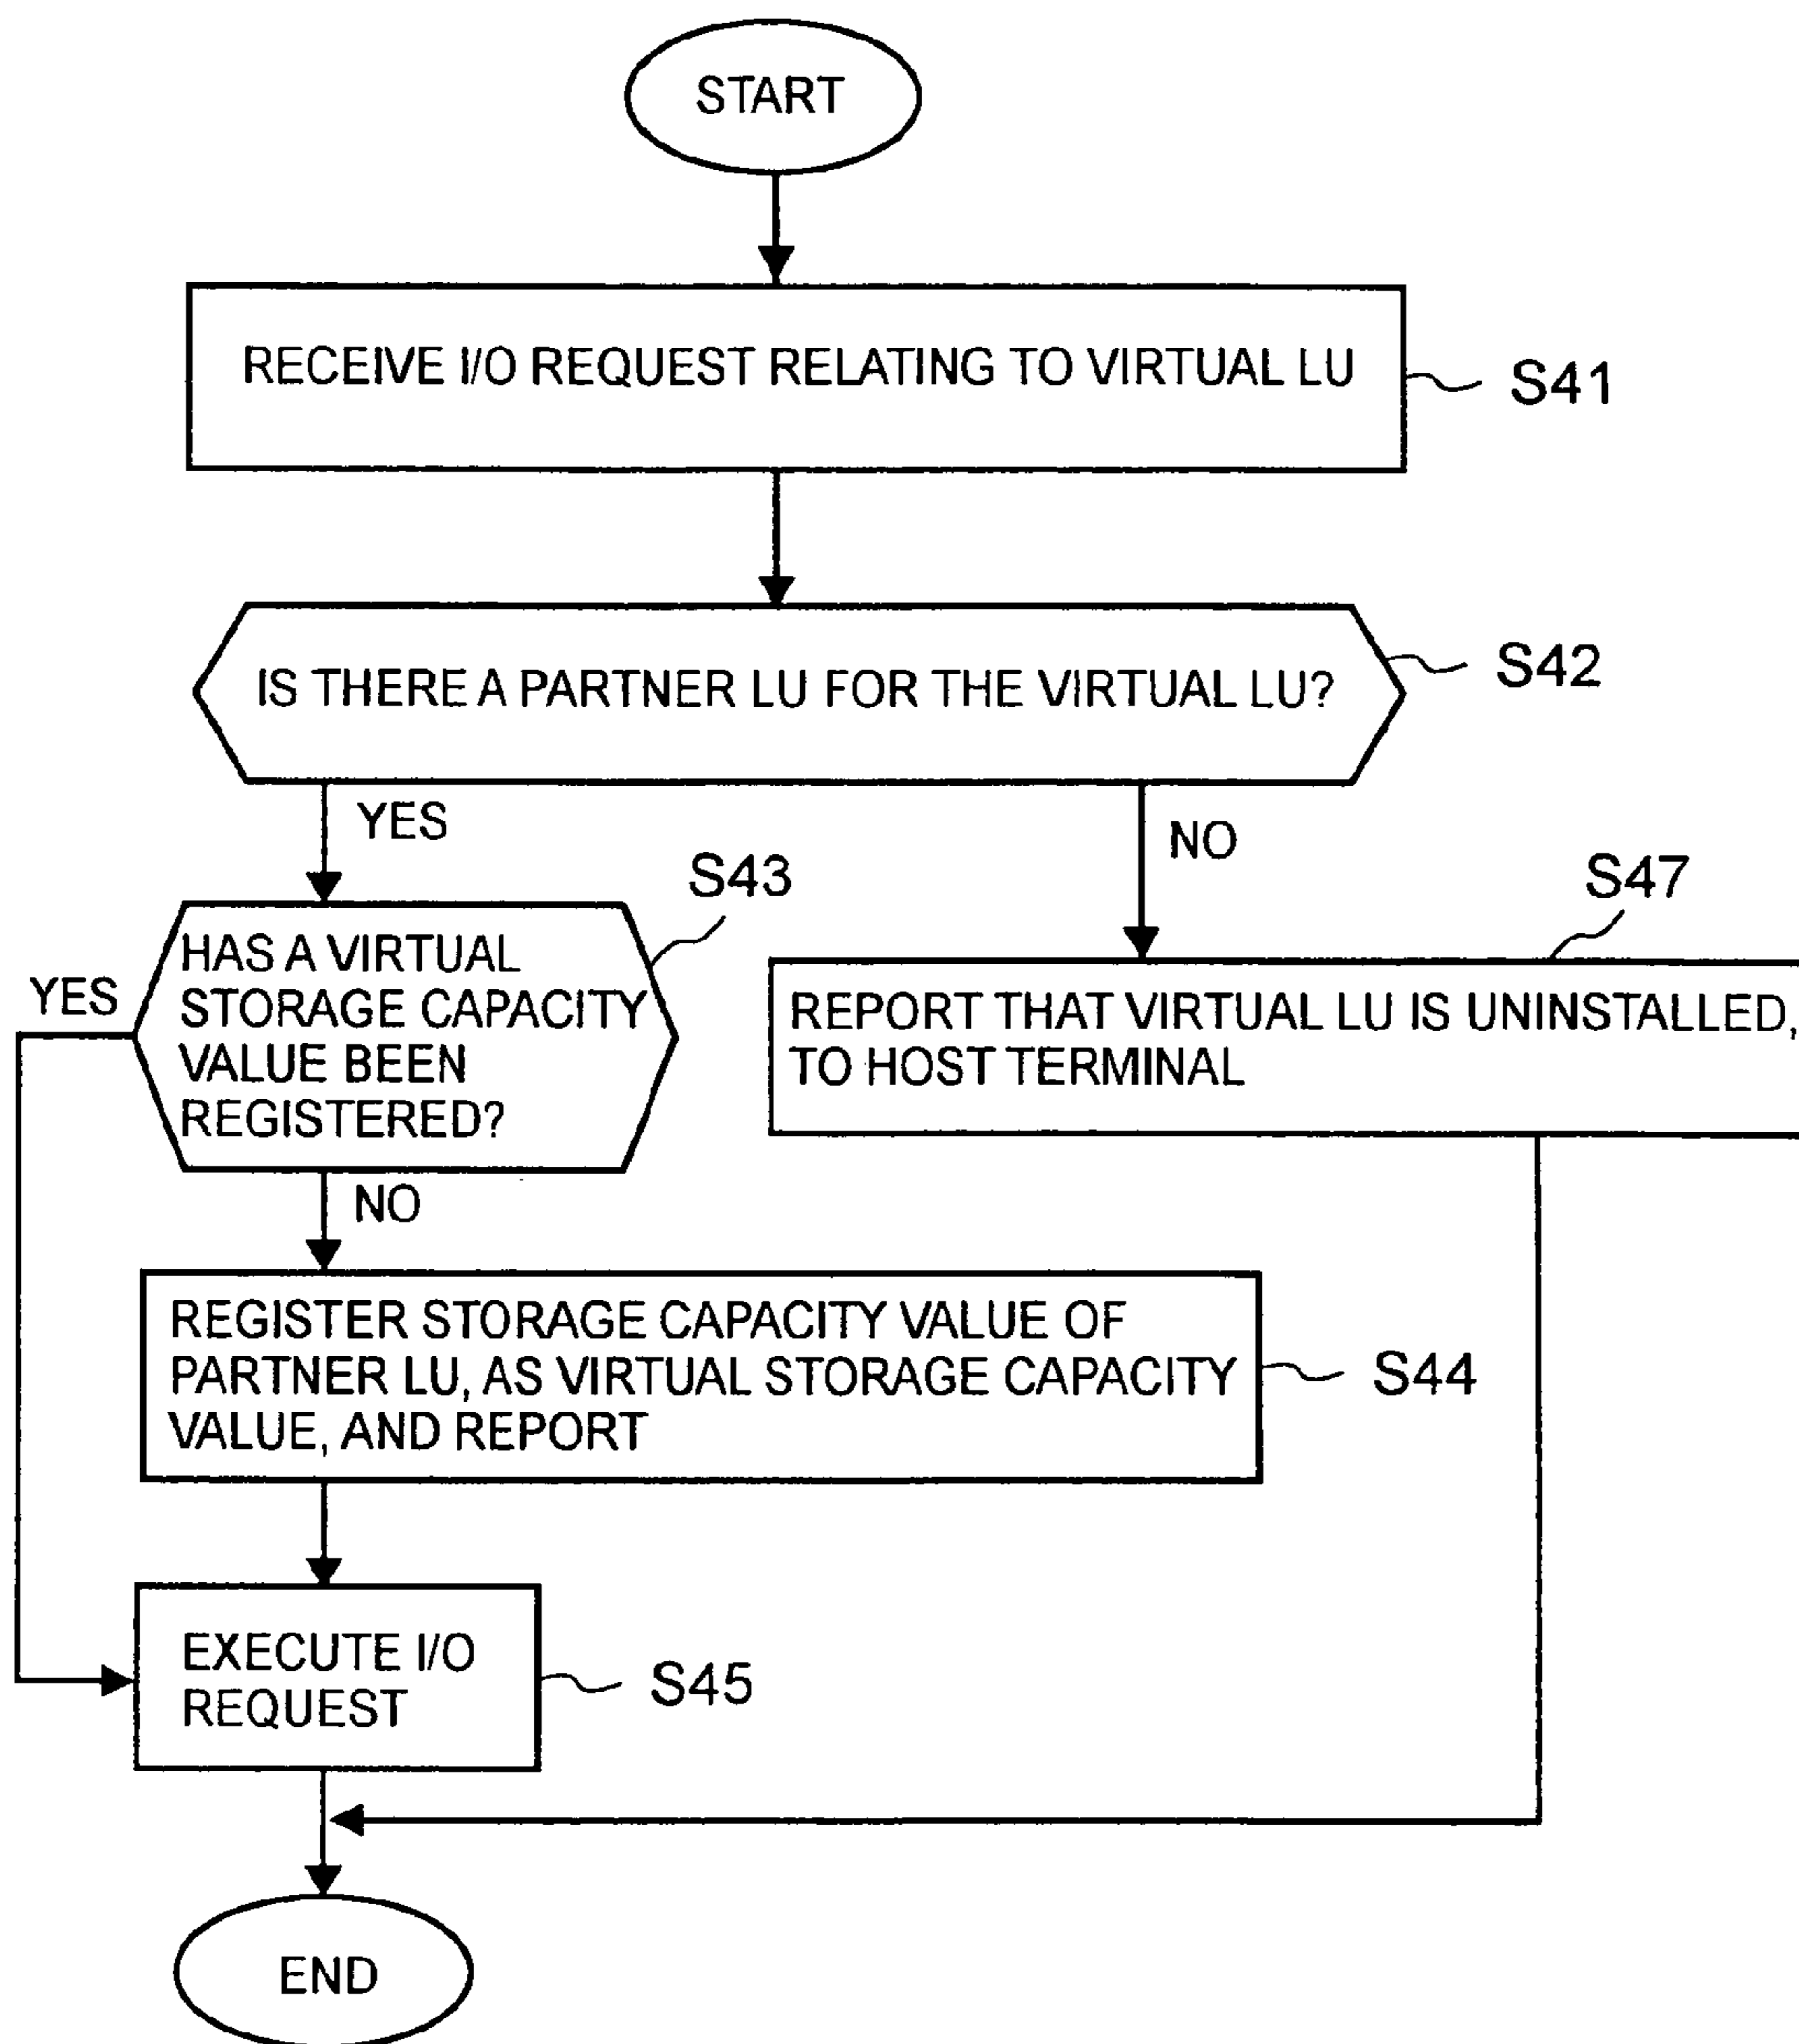 START
RECEIVE I/O REQUEST RELATING TO VIRTUAL LU
S41
IS THERE A PARTNER LU FOR THE VIRTUAL LU?
S42
YES
NO
S43
S47
HAS A VIRTUAL
STORAGE CAPACITY
VALUE BEEN
REGISTERED?
YES
REPORT THAT VIRTUAL LU IS UNINSTALLED,
TO HOST TERMINAL
NO
REGISTER STORAGE CAPACITY VALUE OF
PARTNER LU, AS VIRTUAL STORAGE CAPACITY
VALUE, AND REPORT
S44
EXECUTE I/O
REQUEST
S45
END